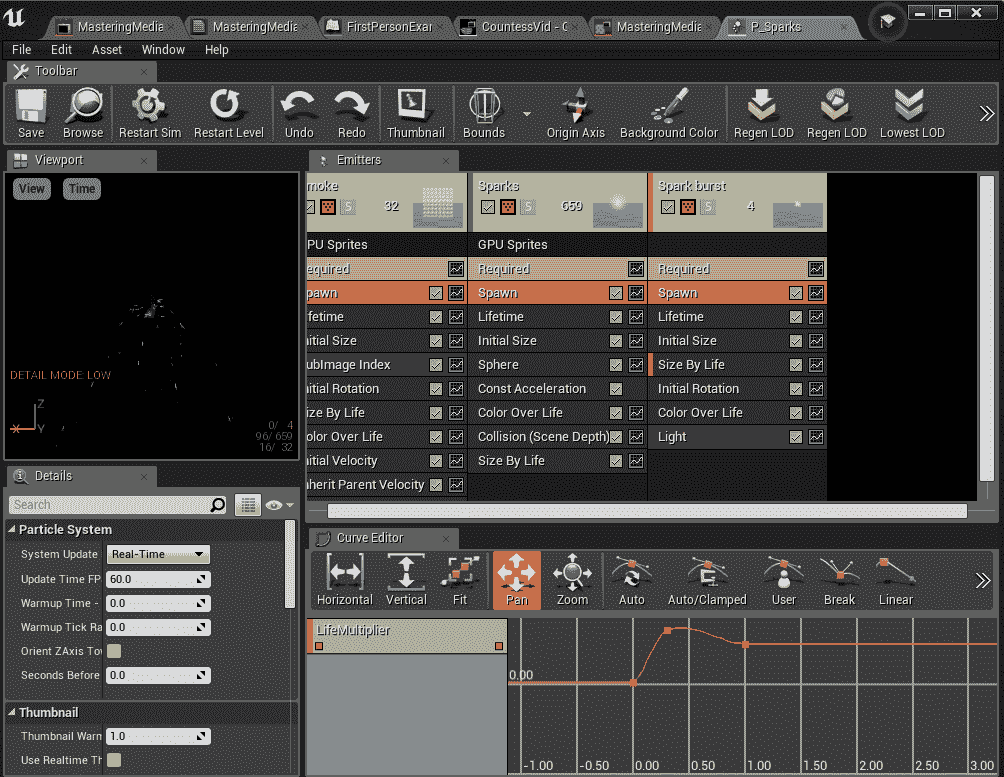 MasteringMedia MasteringMedia FirstPersonExar CountessVid - C MasteringMedia P_Sparks
File Edit Asset Window Help
Toolbar
Save Browse Restart Sim Restart Level Undo Redo Thumbnail Bounds Origin Axis Background Color Regen LOD Regen LOD Lowest LOD
Viewport
View Time
DETAIL MODE: LOW
Z
X Y
0/ 4
96/ 659
16/ 32
Emitters
moke Sparks Spark burst
S 32 S 659 S 4
PU Sprites GPU Sprites
equired Required Required
pawn Spawn Spawn
fetime Lifetime Lifetime
itial Size Initial Size Initial Size
ubImage Index Sphere Size By Life
itial Rotation Const Acceleration Initial Rotation
ize By Life Color Over Life Color Over Life
olor Over Life Collision (Scene Depth) Light
itial Velocity Size By Life
herit Parent Velocity
Details
Search
Particle System
System Update Real-Time
Update Time FP 60.0
Warmup Time - 0.0
Warmup Tick Ra 0.0
Orient ZAxis Tov
Seconds Before 0.0
Thumbnail
Thumbnail Warn 1.0
Use Realtime Th
Curve Editor
Horizontal Vertical Fit Pan Zoom Auto Auto/Clamped User Break Linear
LifeMultiplier
0.00
-1.00 -0.50 0.00 0.50 1.00 1.50 2.00 2.50 3.00